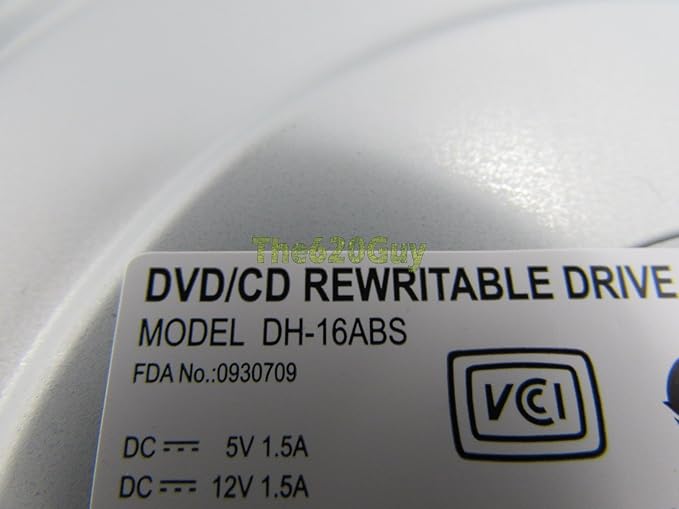 The620Guy
DVD/CD REWRITABLE DRIVE
MODEL DH-16ABS
FDA No.:0930709
VCCI
DC 5V 1.5A
DC 12V 1.5A